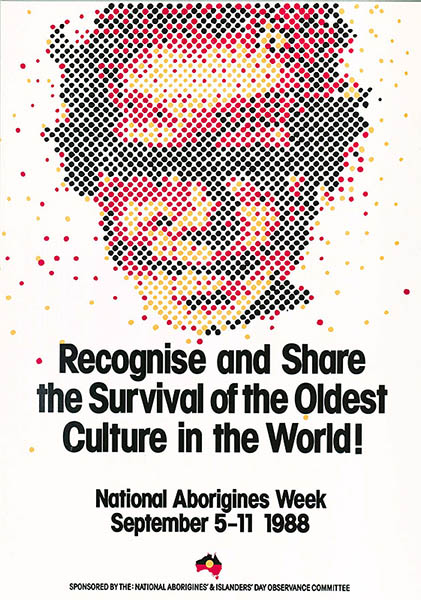 Recognise and Share
the Survival of the Oldest
Culture in the World!
National Aborigines Week
September 5–11 1988
SPONSORED BY THE: NATIONAL ABORIGINES' & ISLANDERS' DAY OBSERVANCE COMMITTEE